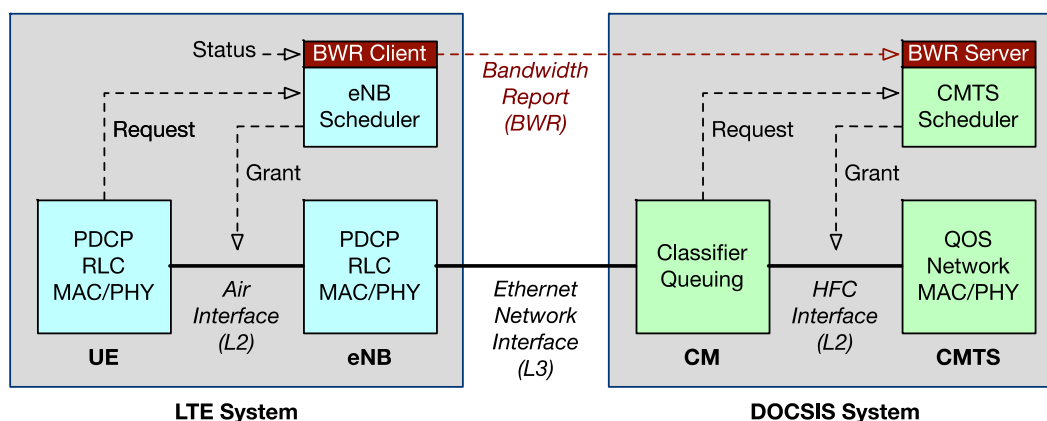 Status
BWR Client
BWR Server
Bandwidth
Report
(BWR)
eNB
Scheduler
CMTS
Scheduler
Request
Request
Grant
Grant
PDCP
RLC
MAC/PHY
PDCP
RLC
MAC/PHY
Classifier
Queuing
QOS
Network
MAC/PHY
Air
Interface
(L2)
Ethernet
Network
Interface
(L3)
HFC
Interface
(L2)
UE
eNB
CM
CMTS
LTE System
DOCSIS System